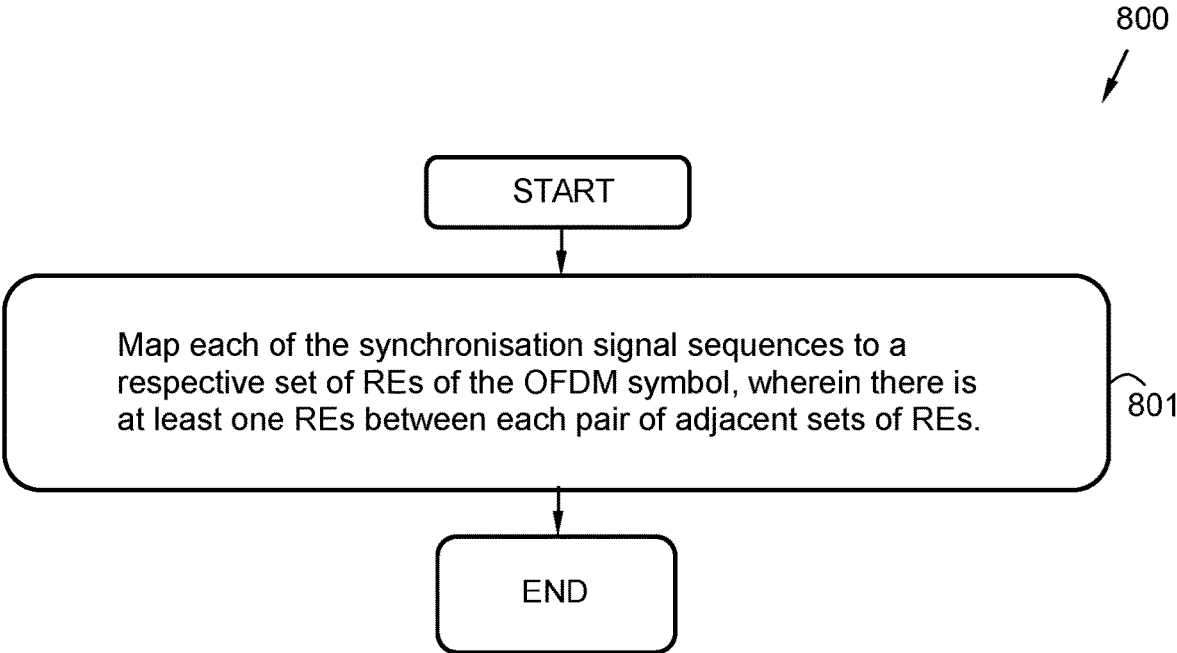 800
START
Map each of the synchronisation signal sequences to a
respective set of REs of the OFDM symbol, wherein there is
at least one REs between each pair of adjacent sets of REs.
801
END